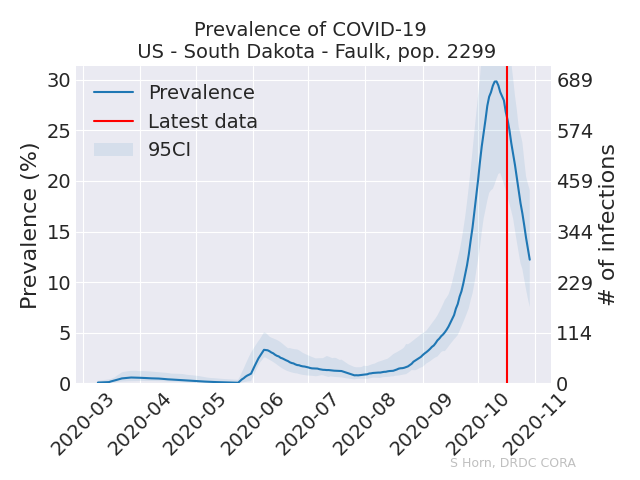 Prevalence of COVID-19
US - South Dakota - Faulk, pop. 2299
Prevalence
Latest data
95CI
Prevalence (%)
30
25
20
15
10
5
0
689
574
459
344
229
114
0
# of infections
2020-03
2020-04
2020-05
2020-06
2020-07
2020-08
2020-09
2020-10
2020-11
S Horn, DRDC CORA